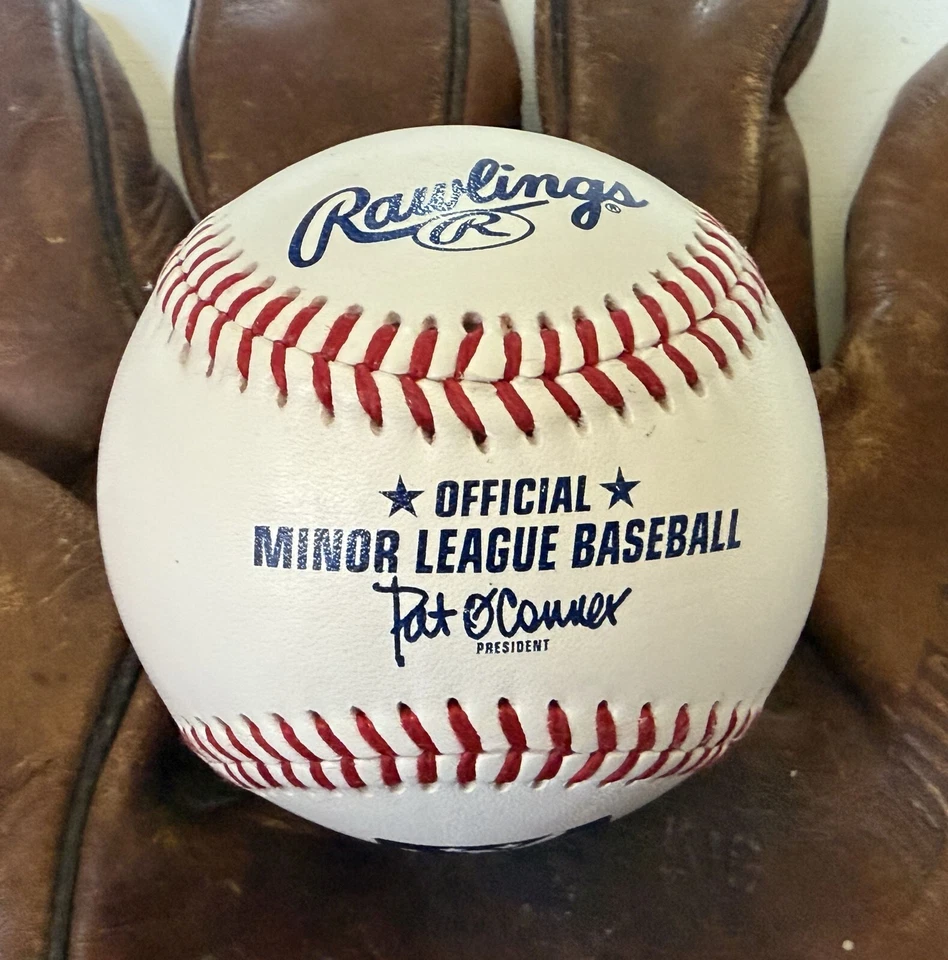 Rawlings ®
R
★ OFFICIAL ★
MINOR LEAGUE BASEBALL
Pat O'Conner
PRESIDENT